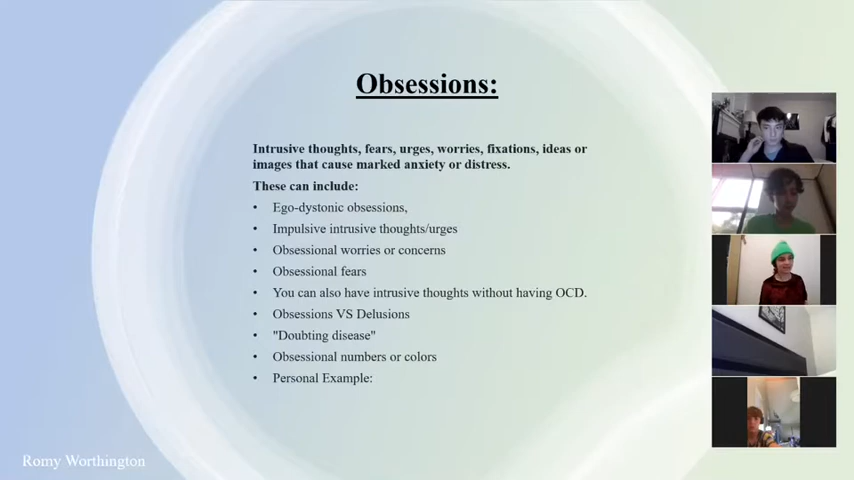 Obsessions:
Intrusive thoughts, fears, urges, worries, fixations, ideas or
images that cause marked anxiety or distress.
These can include:
• Ego-dystonic obsessions,
• Impulsive intrusive thoughts/urges
• Obsessional worries or concerns
• Obsessional fears
• You can also have intrusive thoughts without having OCD.
• Obsessions VS Delusions
• "Doubting disease"
• Obsessional numbers or colors
• Personal Example:
Romy Worthington